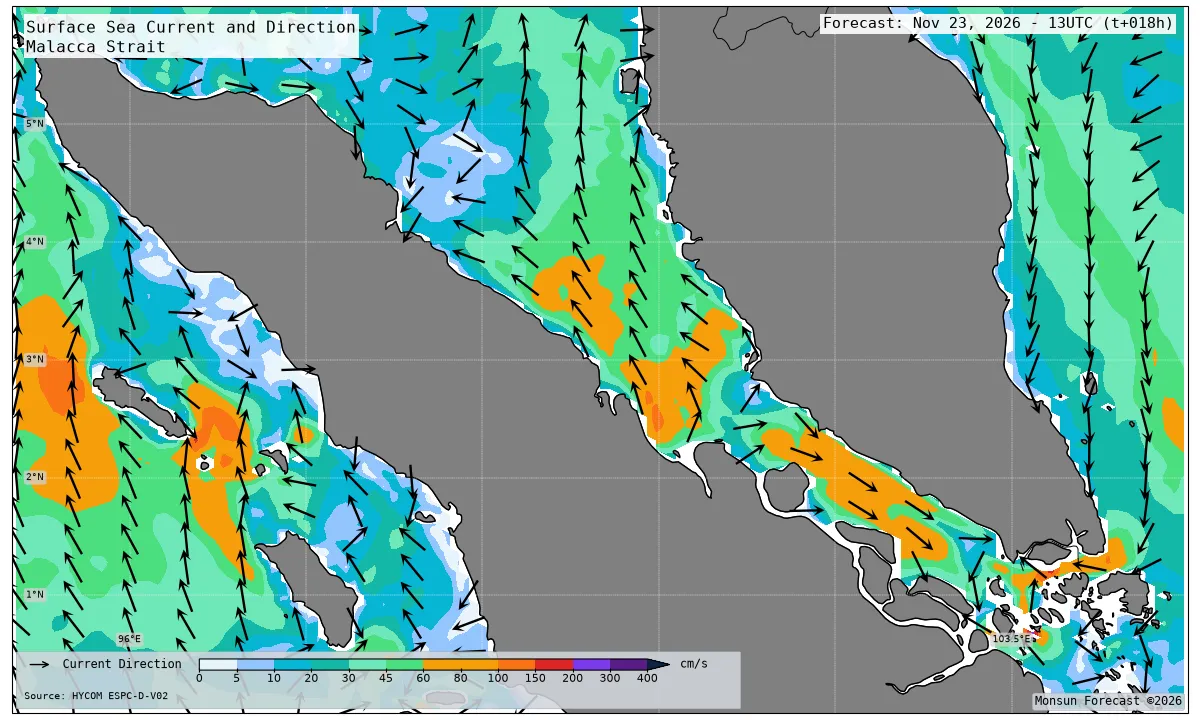 Surface Sea Current and Direction
Malacca Strait
Forecast: Nov 23, 2026 - 13UTC (t+018h)
5°N
4°N
3°N
2°N
1°N
96°E
103.5°E
Current Direction
0 5 10 20 30 45 60 80 100 150 200 300 400
cm/s
Source: HYCOM ESPC-D-V02
Monsun Forecast ©2026